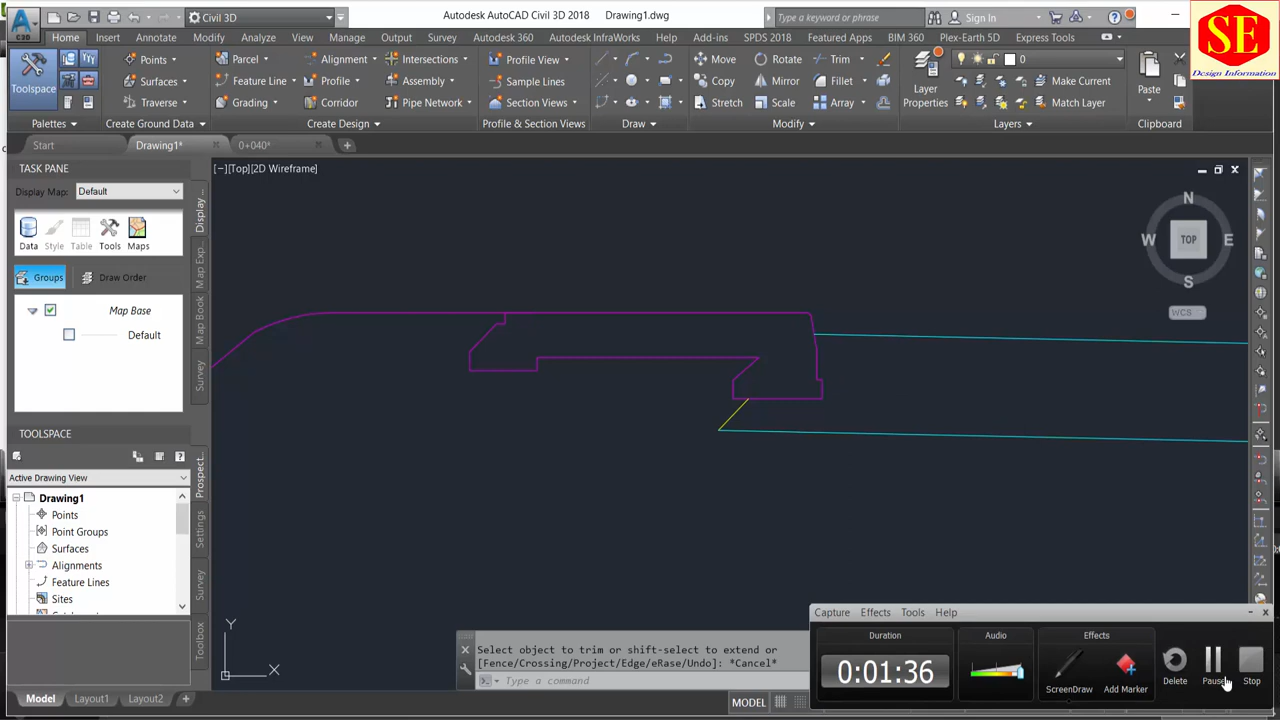 A
C3D
Civil 3D
Autodesk AutoCAD Civil 3D 2018 Drawing1.dwg
Type a keyword or phrase
Sign In
SE
Design Information
Home Insert Annotate Modify Analyze View Manage Output Survey Autodesk 360 Autodesk InfraWorks Help Add-ins SPDS 2018 Featured Apps BIM 360 Plex-Earth 5D Express Tools
Toolspace
Points
Surfaces
Traverse
Parcel
Feature Line
Grading
Alignment
Profile
Corridor
Intersections
Assembly
Pipe Network
Profile View
Sample Lines
Section Views
Move
Copy
Stretch
Rotate
Mirror
Scale
Trim
Fillet
Array
Layer
Properties
0
Make Current
Match Layer
Paste
Palettes
Create Ground Data
Create Design
Profile & Section Views
Draw
Modify
Layers
Clipboard
Start
Drawing1*
0+040*
[−][Top][2D Wireframe]
TASK PANE
Display Map: Default
Data Style Table Tools Maps
Groups Draw Order
Map Base
Default
Display ...
Map Exp...
Map Book
Survey
N
W TOP E
S
WCS
TOOLSPACE
Active Drawing View
Drawing1
Points
Point Groups
Surfaces
Alignments
Feature Lines
Sites
Prospect...
Settings
Survey
Toolbox
Y
X
Select object to trim or shift-select to extend or
[Fence/Crossing/Project/Edge/eRase/Undo]: *Cancel*
Type a command
Model Layout1 Layout2
MODEL
Capture Effects Tools Help
Duration Audio Effects
0:01:36
ScreenDraw Add Marker Delete Pause Stop